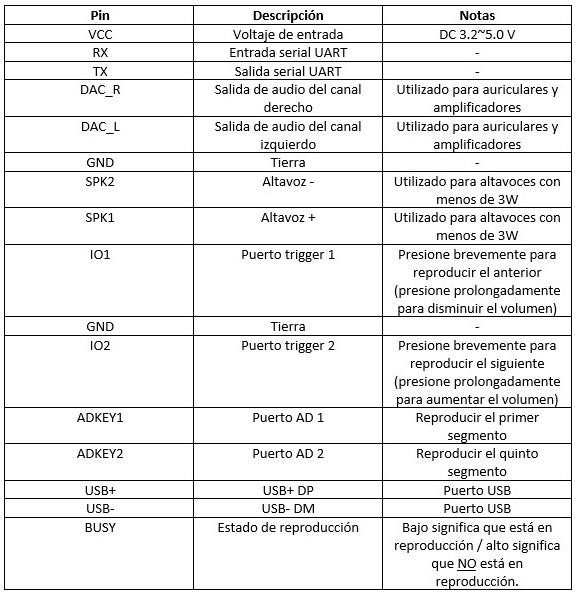 Pin Descripción Notas
VCC Voltaje de entrada DC 3.2~5.0 V
RX Entrada serial UART -
TX Salida serial UART -
DAC_R Salida de audio del canal Utilizado para auriculares y
derecho amplificadores
DAC_L Salida de audio del canal Utilizado para auriculares y
izquierdo amplificadores
GND Tierra -
SPK2 Altavoz - Utilizado para altavoces con
menos de 3W
SPK1 Altavoz + Utilizado para altavoces con
menos de 3W
IO1 Puerto trigger 1 Presione brevemente para
reproducir el anterior
(presione prolongadamente
para disminuir el volumen)
GND Tierra -
IO2 Puerto trigger 2 Presione brevemente para
reproducir el siguiente
(presione prolongadamente
para aumentar el volumen)
ADKEY1 Puerto AD 1 Reproducir el primer
segmento
ADKEY2 Puerto AD 2 Reproducir el quinto
segmento
USB+ USB+ DP Puerto USB
USB- USB- DM Puerto USB
BUSY Estado de reproducción Bajo significa que está en
reproducción / alto significa
que NO está en
reproducción.